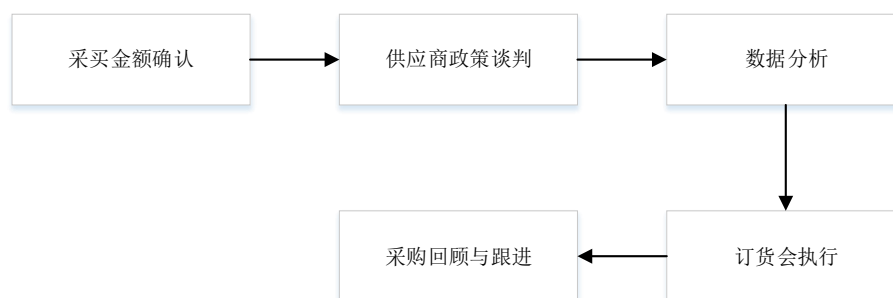 采买金额确认
供应商政策谈判
数据分析
订货会执行
采购回顾与跟进